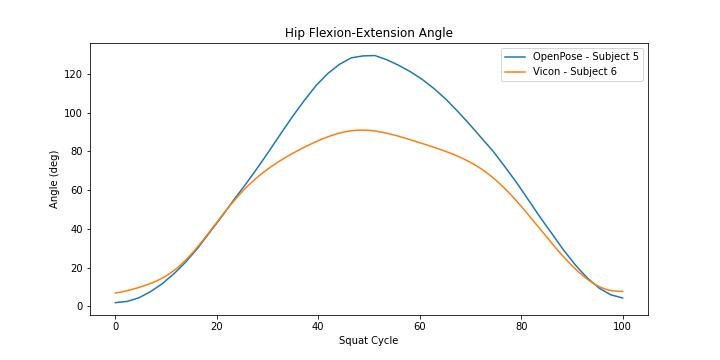 Hip Flexion-Extension Angle
OpenPose - Subject 5
Vicon - Subject 6
Angle (deg)
120
100
80
60
40
20
0
0 20 40 60 80 100
Squat Cycle